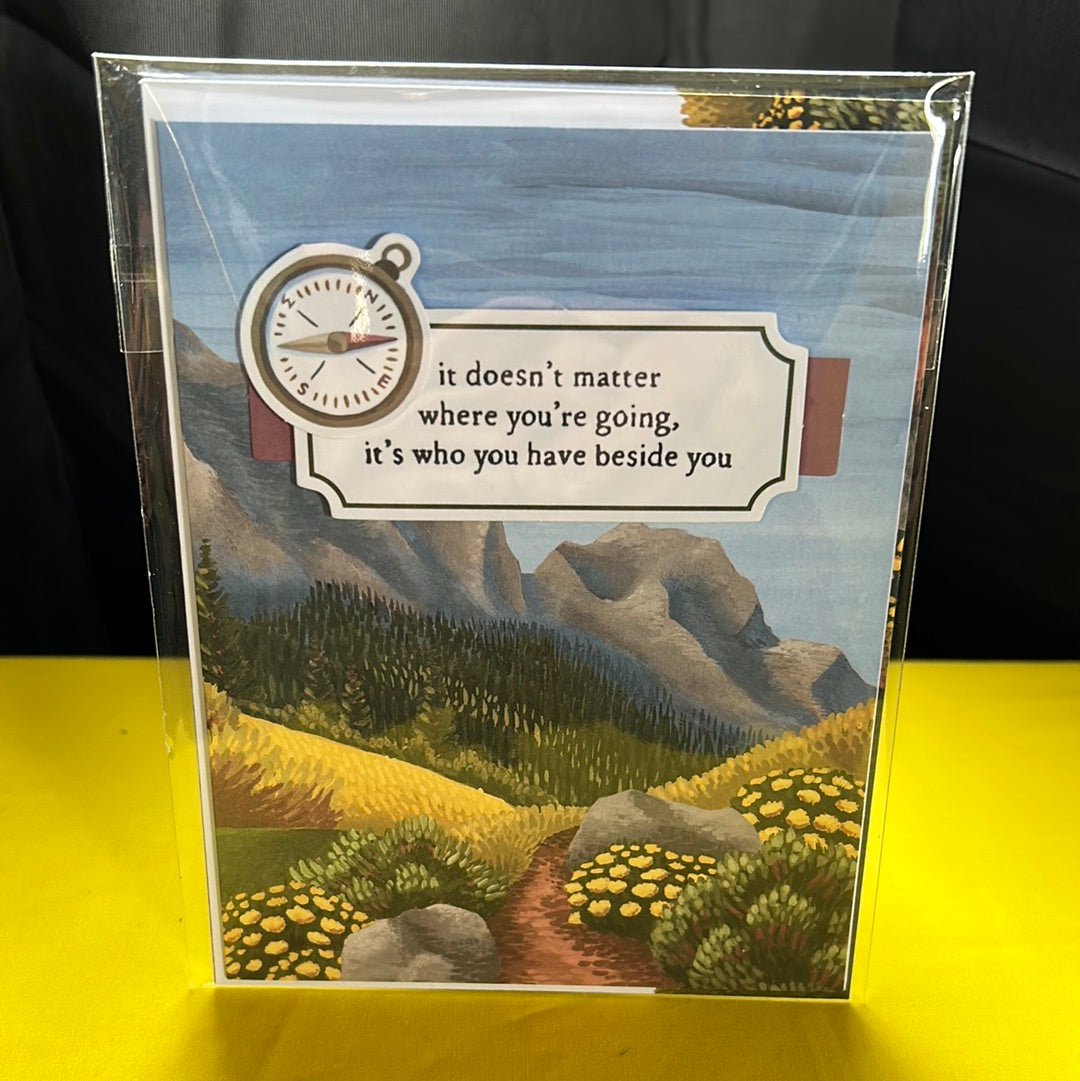 N
E
S
W
it doesn't matter
where you're going,
it's who you have beside you